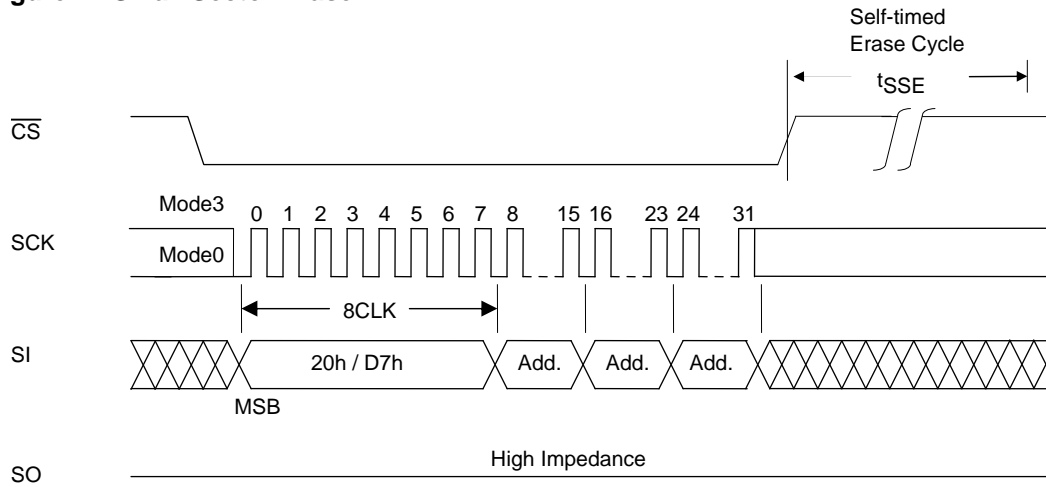 Self-timed
Erase Cycle
tSSE
CS
Mode3
0 1 2 3 4 5 6 7 8 15 16 23 24 31
SCK
Mode0
8CLK
SI
20h / D7h Add. Add. Add.
MSB
High Impedance
SO